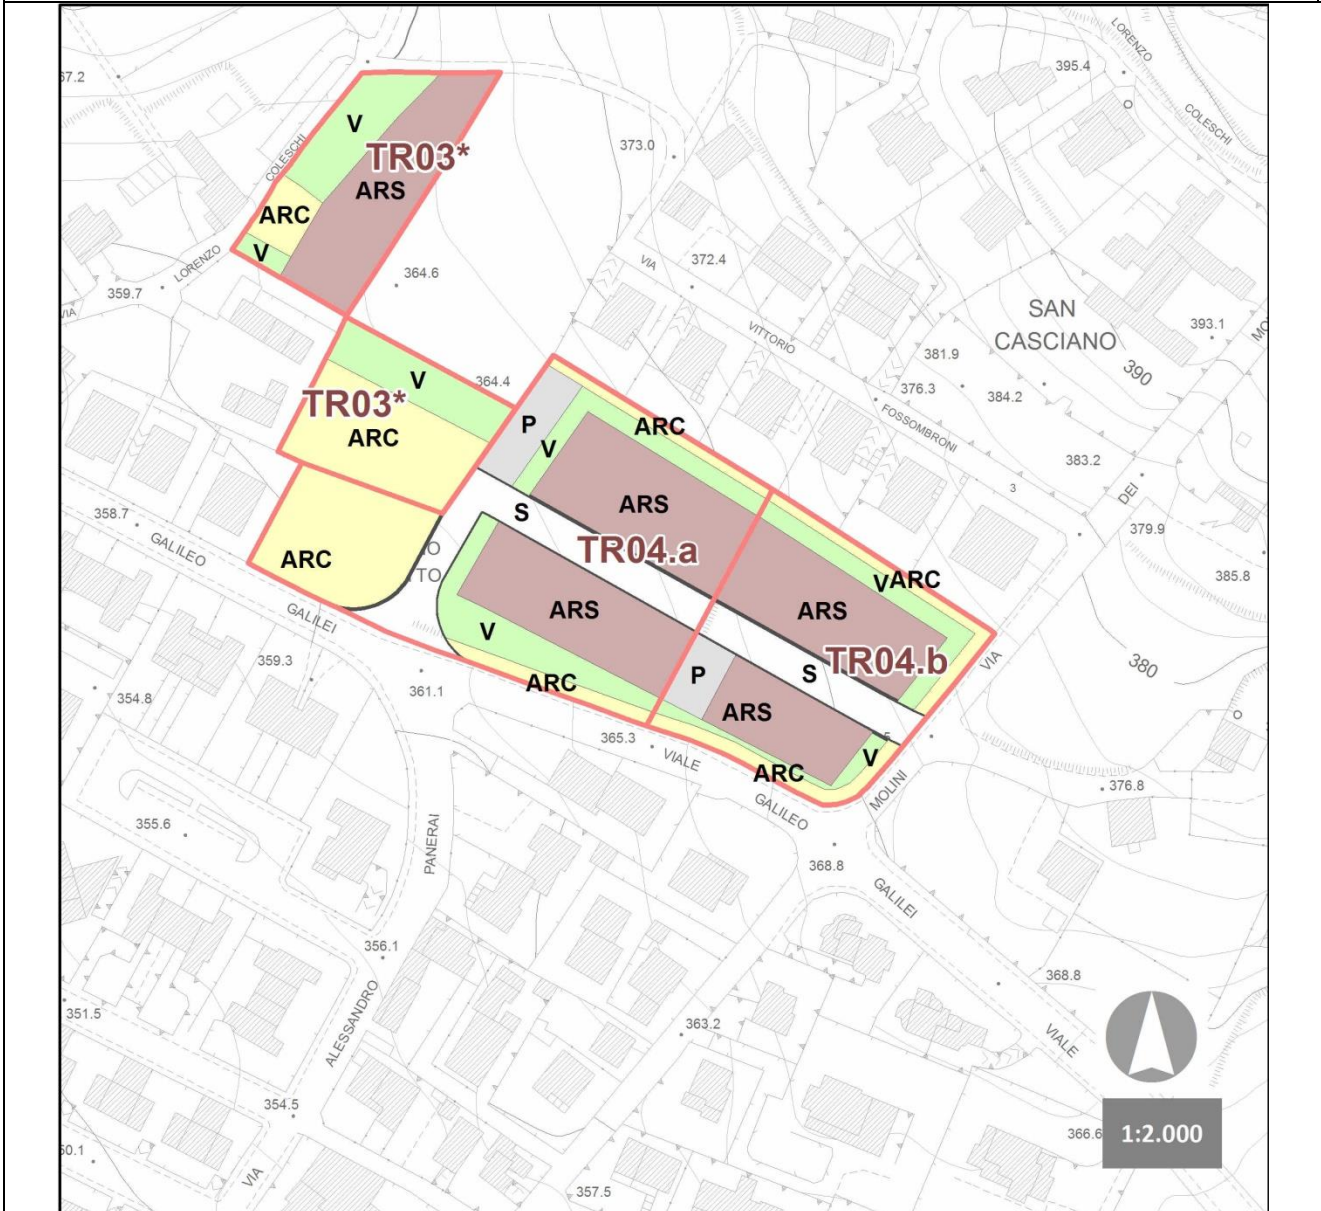 LORENZO
395.4
67.2
COLESCHI
V
COLESCHI
373.0
TR03*
ARS
ARC
V
LORENZO
VIA
372.4
364.6
359.7
VIA
SAN
CASCIANO
393.1
VITTORIO
381.9
390
364.4
V
376.3
384.2
TR03*
FOSSOMBRONI
P
ARC
V
ARC
383.2
3
ARS
DEI
358.7
S
379.9
GALILEO
TR04.a
ARC
VARC
385.8
ARS
ARS
GALILEI
V
359.3
TR04.b
VIA
380
P
S
361.1
ARC
354.8
ARS
365.3
VIALE
V
ARC
MOLINI
376.8
GALILEO
355.6
PANERAI
368.8
GALILEI
356.1
368.8
ALESSANDRO
351.5
363.2
VIALE
354.5
366.6
1:2.000
VIA
357.5